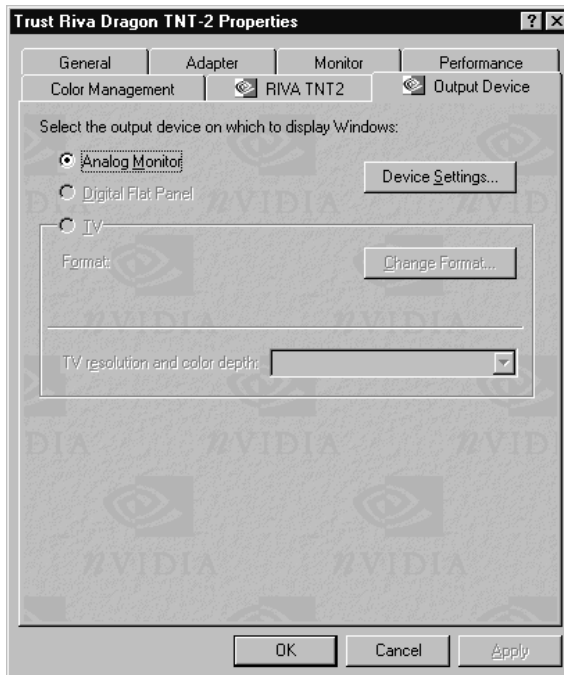 Trust Riva Dragon TNT-2 Properties
General Adapter Monitor Performance
Color Management RIVA TNT2 Output Device
Select the output device on which to display Windows:
Analog Monitor
Device Settings...
Digital Flat Panel
TV
Format:
Change Format...
TV resolution and color depth:
nVIDIA
OK Cancel Apply